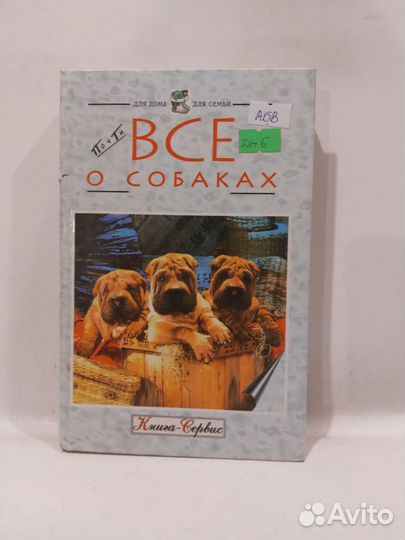 для дома для семьи
АБВ
Почти
ВСЕ
О СОБАКАХ
Книга-Сервис
Avito